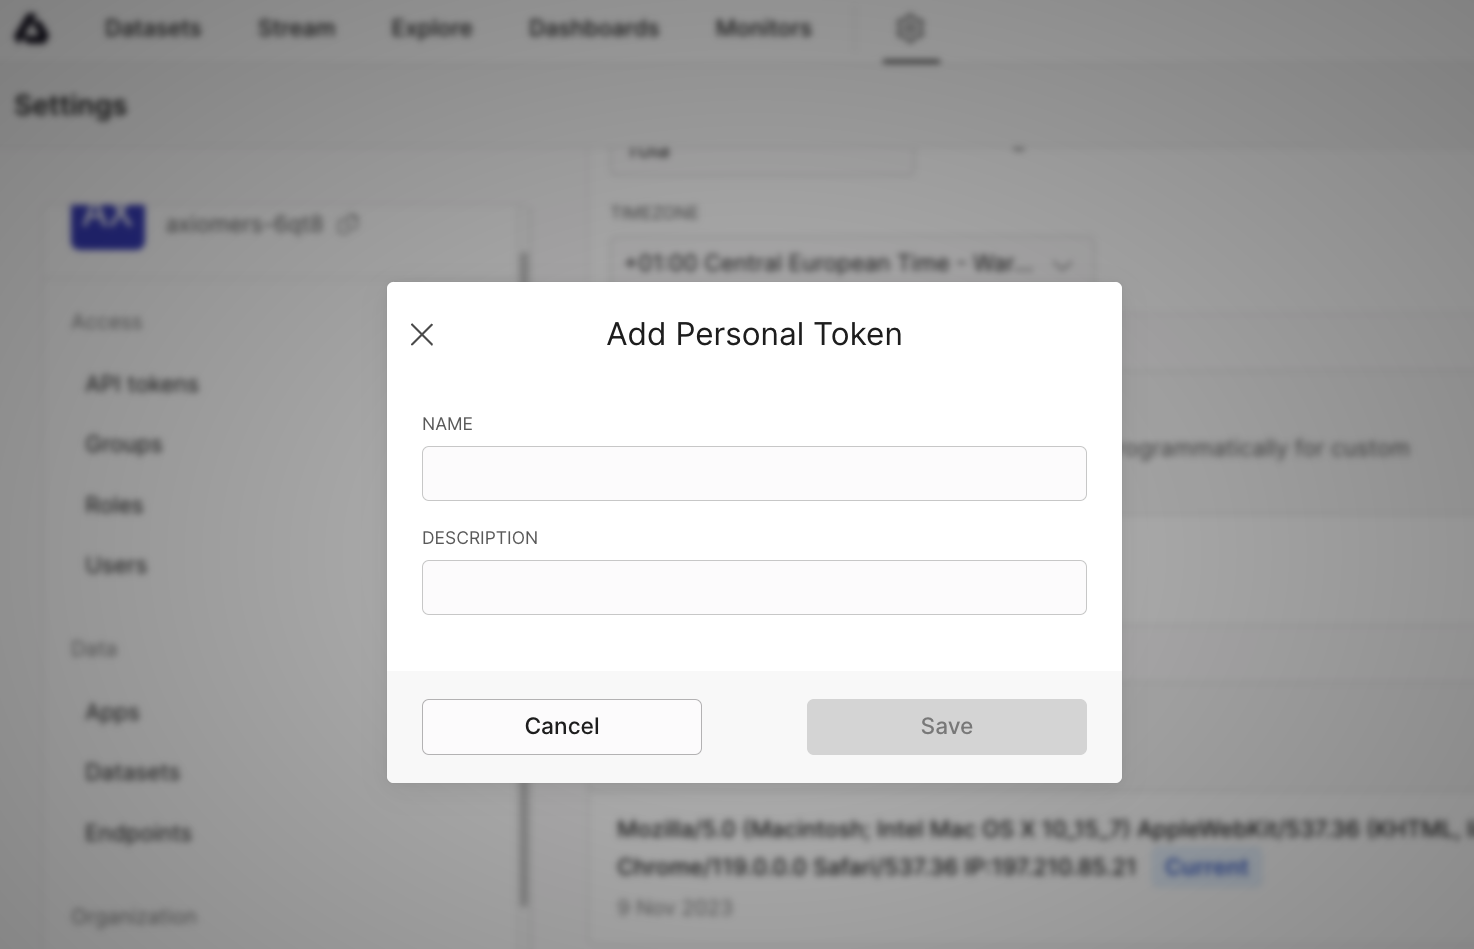 Datasets Stream Explore Dashboards Monitors
Settings
AX axiomers-6qt8
TIMEZONE
+01:00 Central European Time - War...
Access
API tokens
Groups
Roles
Users
Data
Apps
Datasets
Endpoints
Organization
Add Personal Token
NAME
DESCRIPTION
Cancel Save
rogrammatically for custom
Mozilla/5.0 (Macintosh; Intel Mac OS X 10_15_7) AppleWebKit/537.36 (KHTML,
Chrome/119.0.0.0 Safari/537.36 IP:197.210.85.21 Current
9 Nov 2023